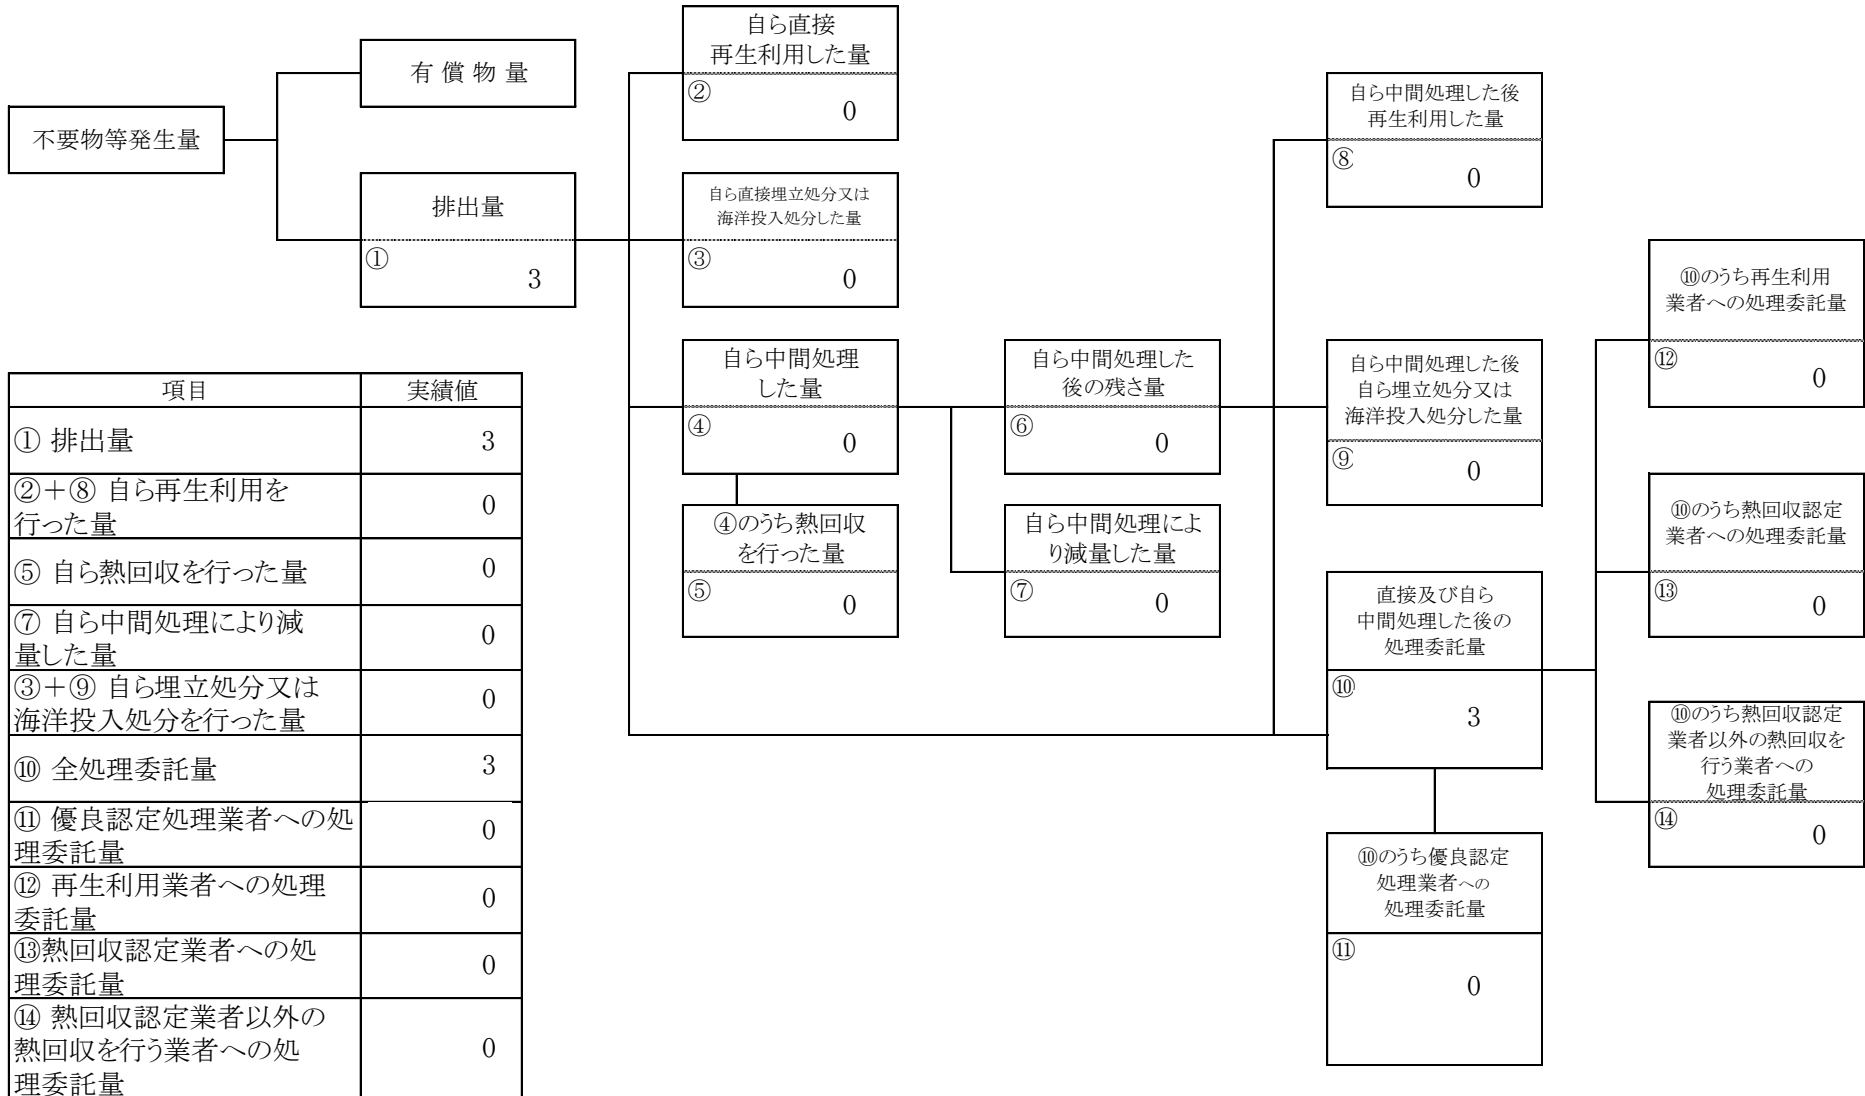 不要物等発生量
有 償 物 量
排出量
①
3
自ら直接
再生利用した量
②
0
自ら直接埋立処分又は
海洋投入処分した量
③
0
自ら中間処理
した量
④
0
④のうち熱回収
を行った量
⑤
0
自ら中間処理した
後の残さ量
⑥
0
自ら中間処理によ
り減量した量
⑦
0
自ら中間処理した後
再生利用した量
⑧
0
自ら中間処理した後
自ら埋立処分又は
海洋投入処分した量
⑨
0
直接及び自ら
中間処理した後の
処理委託量
⑩
3
⑩のうち優良認定
処理業者への
処理委託量
⑪
0
⑩のうち再生利用
業者への処理委託量
⑫
0
⑩のうち熱回収認定
業者への処理委託量
⑬
0
⑩のうち熱回収認定
業者以外の熱回収を
行う業者への
処理委託量
⑭
0
項目 実績値
① 排出量 3
②+⑧ 自ら再生利用を
行った量 0
⑤ 自ら熱回収を行った量 0
⑦ 自ら中間処理により減
量した量 0
③+⑨ 自ら埋立処分又は
海洋投入処分を行った量 0
⑩ 全処理委託量 3
⑪ 優良認定処理業者への処
理委託量 0
⑫ 再生利用業者への処理
委託量 0
⑬熱回収認定業者への処
理委託量 0
⑭ 熱回収認定業者以外の
熱回収を行う業者への処 0
理委託量